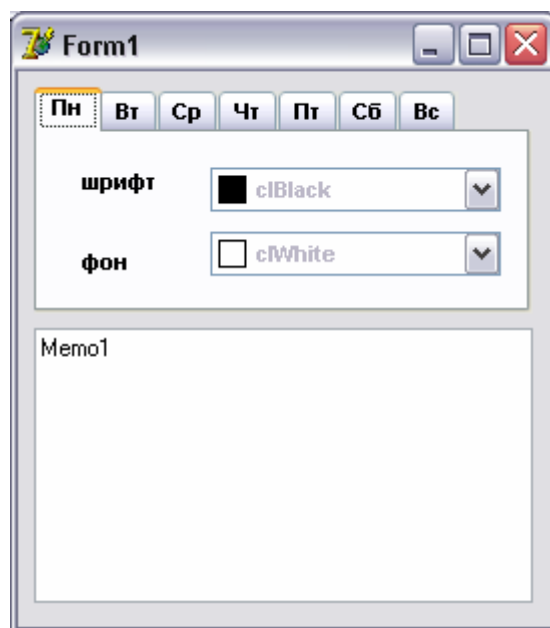 Form1
Пн Вт Ср Чт Пт Сб Вс
шрифт clBlack
фон clWhite
Memo1